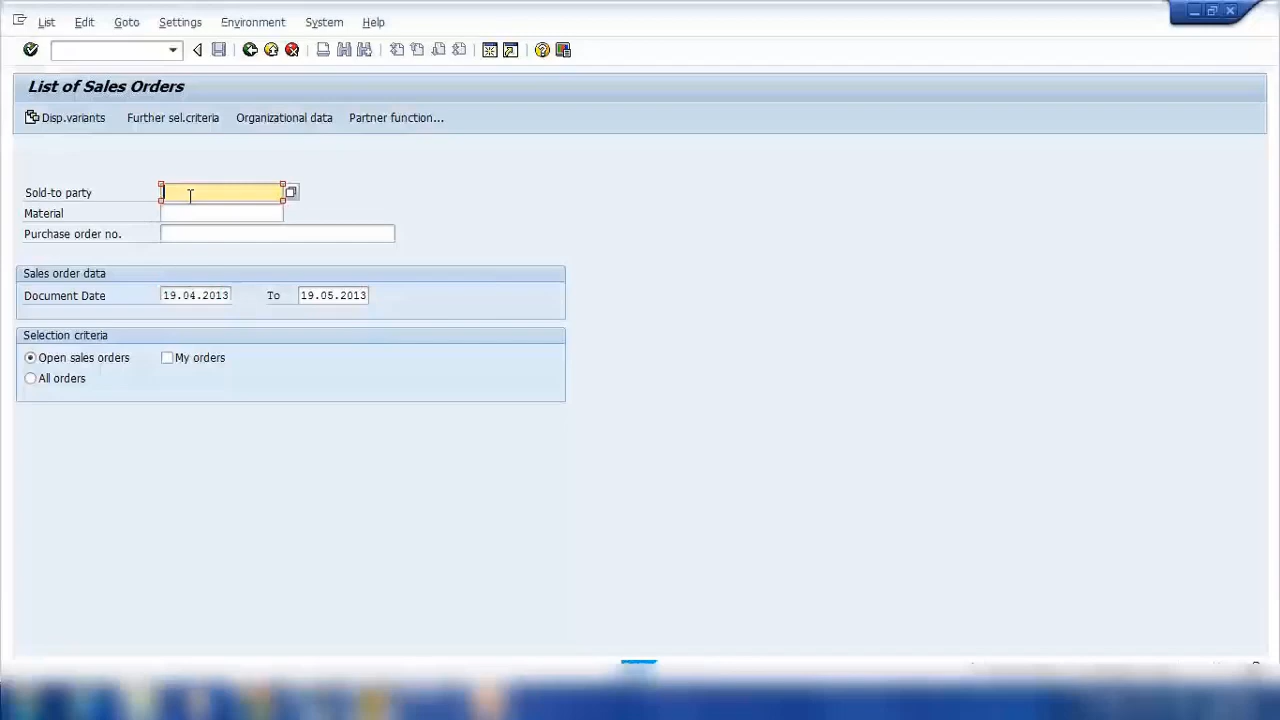 List Edit Goto Settings Environment System Help
List of Sales Orders
Disp.variants Further sel.criteria Organizational data Partner function...
Sold-to party
Material
Purchase order no.
Sales order data
Document Date 19.04.2013 To 19.05.2013
Selection criteria
Open sales orders My orders
All orders